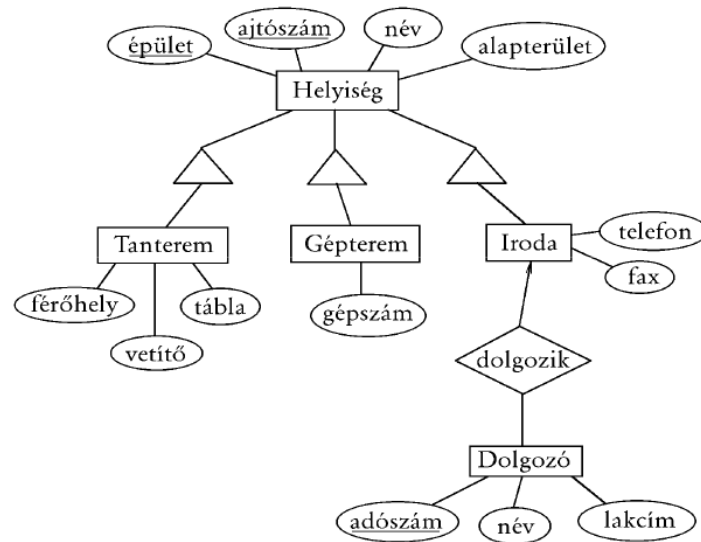 épület
ajtószám
név
alapterület
Helyiség
Tanterem
Gépterem
Iroda
telefon
fax
férőhely
vetítő
tábla
gépszám
dolgozik
Dolgozó
adószám
név
lakcím